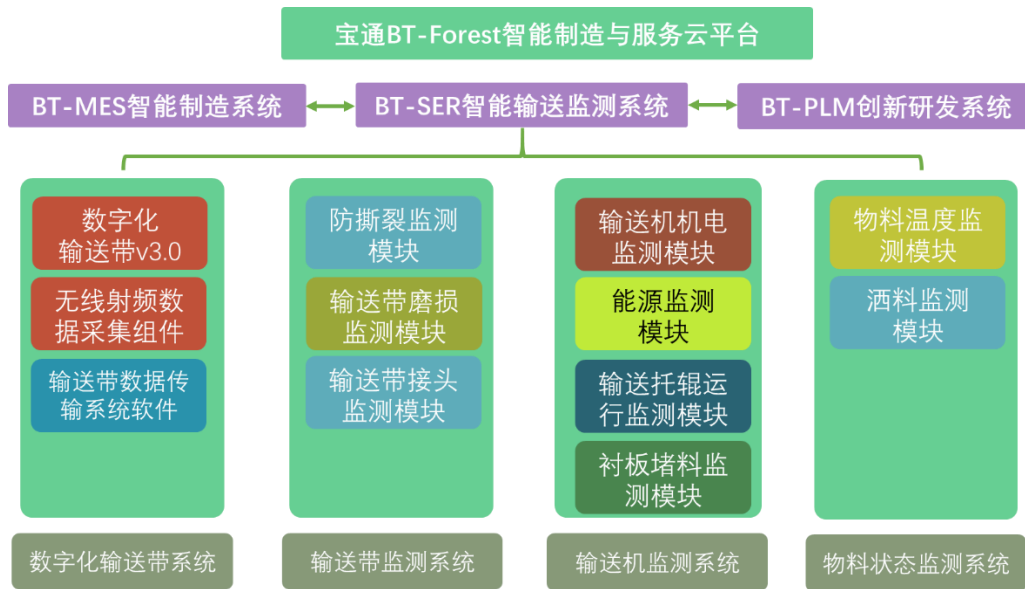 宝通BT-Forest智能制造与服务云平台
BT-MES智能制造系统
BT-SER智能输送监测系统
BT-PLM创新研发系统
数字化
输送带v3.0
无线射频数
据采集组件
输送带数据传
输系统软件
数字化输送带系统
防撕裂监测
模块
输送带磨损
监测模块
输送带接头
监测模块
输送带监测系统
输送机机电
监测模块
能源监测
模块
输送托辊运
行监测模块
衬板堵料监
测模块
输送机监测系统
物料温度监
测模块
洒料监测
模块
物料状态监测系统